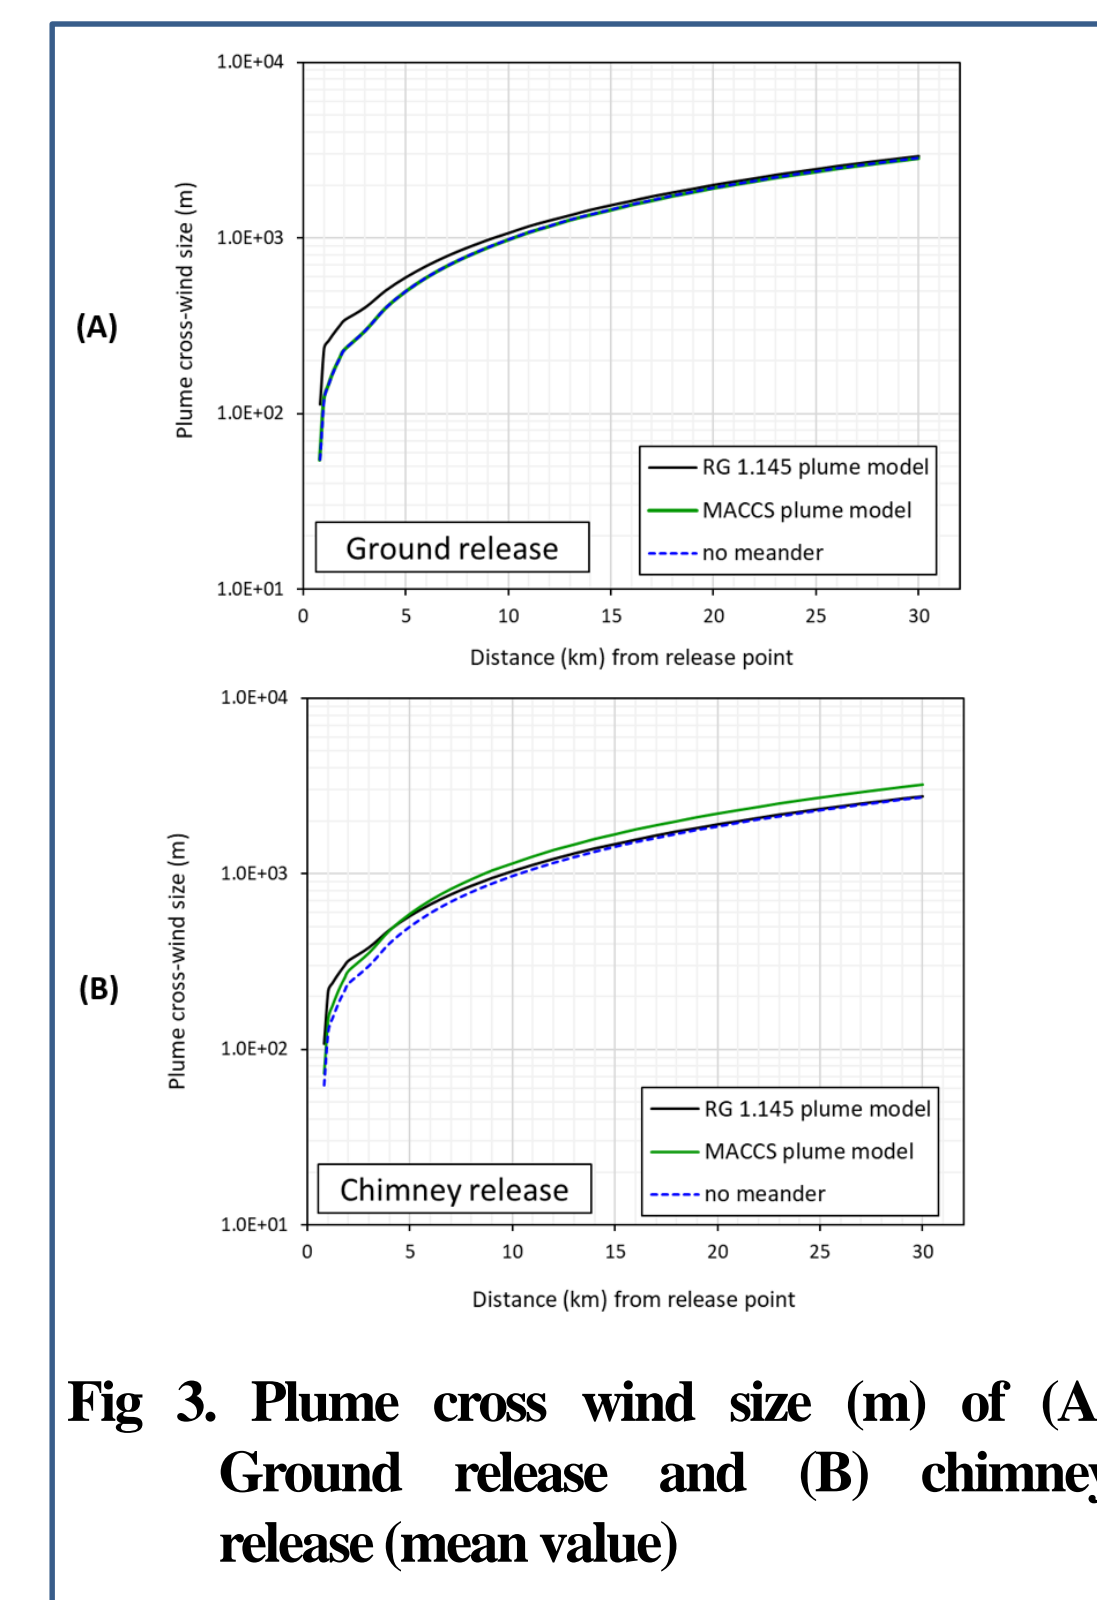 1.0E+04
1.0E+03
1.0E+02
1.0E+01
Plume cross-wind size (m)
(A)
RG 1.145 plume model
MACCS plume model
no meander
Ground release
0 5 10 15 20 25 30
Distance (km) from release point
1.0E+04
1.0E+03
1.0E+02
1.0E+01
Plume cross-wind size (m)
(B)
RG 1.145 plume model
MACCS plume model
no meander
Chimney release
0 5 10 15 20 25 30
Distance (km) from release point
Fig 3. Plume cross wind size (m) of (A
Ground release and (B) chimney
release (mean value)